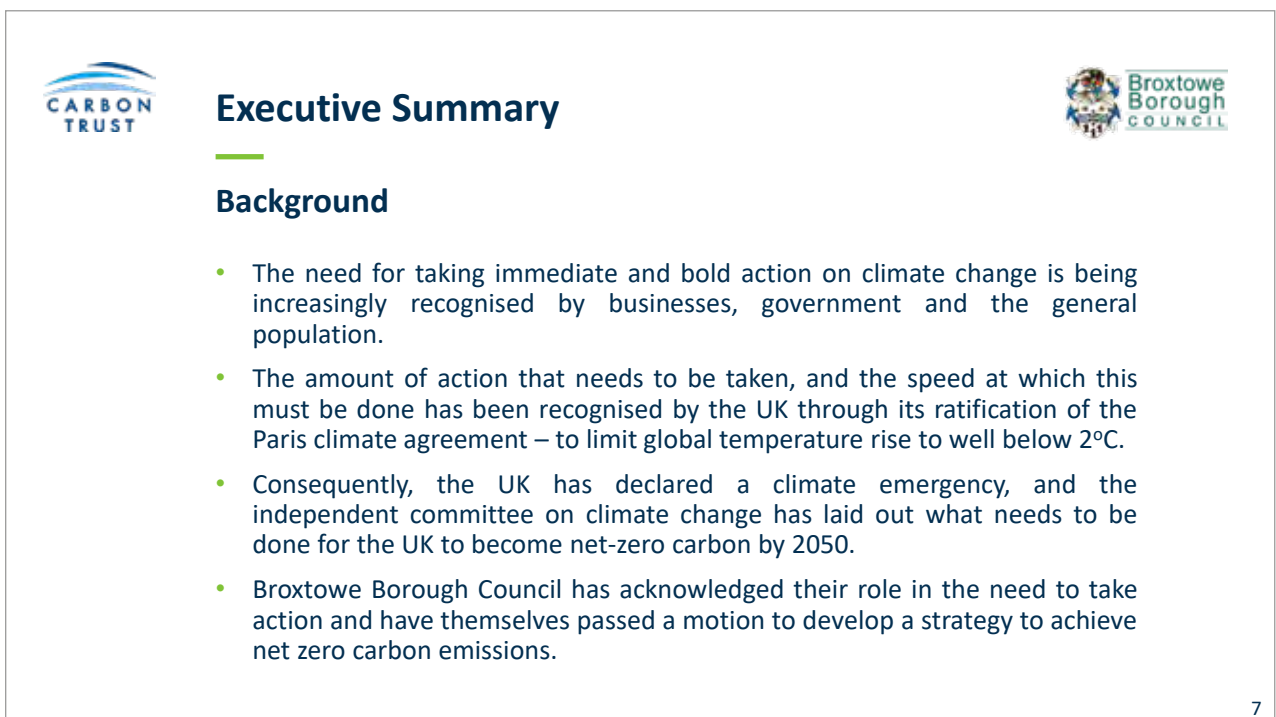 CARBON
TRUST
Executive Summary
Broxtowe
Borough
COUNCIL
Background
• The need for taking immediate and bold action on climate change is being
increasingly recognised by businesses, government and the general
population.
• The amount of action that needs to be taken, and the speed at which this
must be done has been recognised by the UK through its ratification of the
Paris climate agreement – to limit global temperature rise to well below 2ᵒC.
• Consequently, the UK has declared a climate emergency, and the
independent committee on climate change has laid out what needs to be
done for the UK to become net-zero carbon by 2050.
• Broxtowe Borough Council has acknowledged their role in the need to take
action and have themselves passed a motion to develop a strategy to achieve
net zero carbon emissions.
7